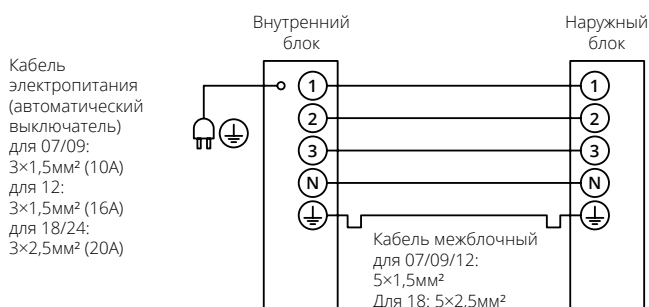 Внутренний
блок
Наружный
блок
Кабель
электропитания
(автоматический
выключатель)
для 07/09:
3×1,5мм² (10А)
для 12:
3×1,5мм² (16А)
для 18/24:
3×2,5мм² (20А)
1
1
2
2
3
3
N
N
Кабель межблочный
для 07/09/12:
5×1,5мм²
Для 18: 5×2,5мм²